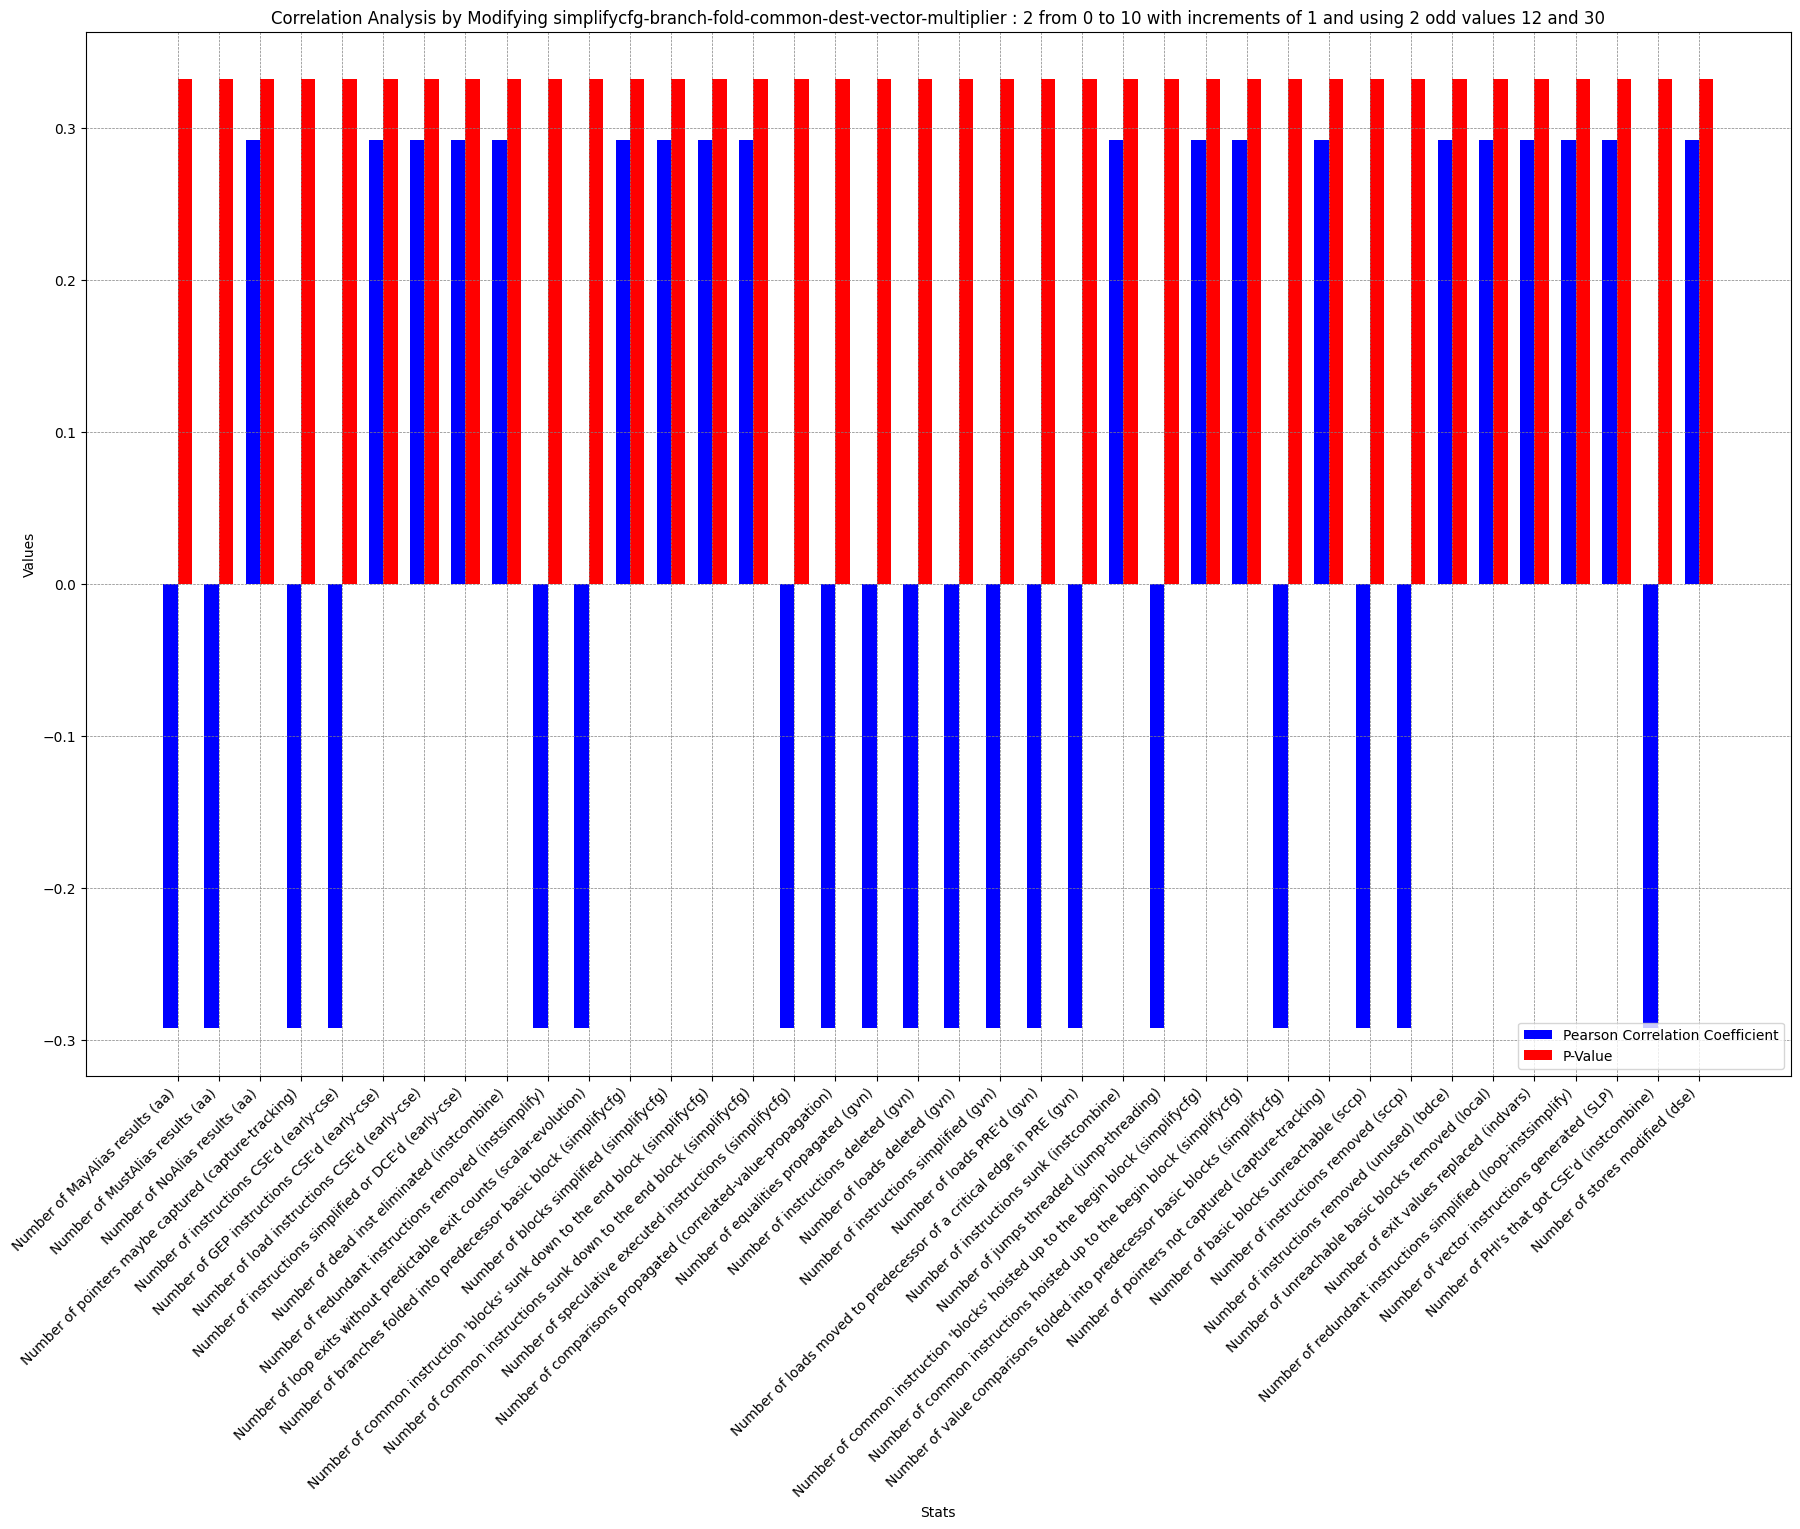 Correlation Analysis by Modifying simplifycfg-branch-fold-common-dest-vector-multiplier : 2 from 0 to 10 with increments of 1 and using 2 odd values 12 and 30
Values
0.3
0.2
0.1
0.0
−0.1
−0.2
−0.3
Pearson Correlation Coefficient
P-Value
Number of MayAlias results (aa)
Number of MustAlias results (aa)
Number of NoAlias results (aa)
Number of pointers maybe captured (capture-tracking)
Number of instructions CSE'd (early-cse)
Number of GEP instructions CSE'd (early-cse)
Number of load instructions CSE'd (early-cse)
Number of instructions simplified or DCE'd (early-cse)
Number of dead inst eliminated (instcombine)
Number of redundant instructions removed (instsimplify)
Number of loop exits without predictable exit counts (scalar-evolution)
Number of branches folded into predecessor basic block (simplifycfg)
Number of blocks simplified (simplifycfg)
Number of common instruction 'blocks' sunk down to the end block (simplifycfg)
Number of common instructions sunk down to the end block (simplifycfg)
Number of speculative executed instructions (simplifycfg)
Number of comparisons propagated (correlated-value-propagation)
Number of equalities propagated (gvn)
Number of instructions deleted (gvn)
Number of loads deleted (gvn)
Number of instructions simplified (gvn)
Number of loads PRE'd (gvn)
Number of loads moved to predecessor of a critical edge in PRE (gvn)
Number of instructions sunk (instcombine)
Number of jumps threaded (jump-threading)
Number of common instruction 'blocks' hoisted up to the begin block (simplifycfg)
Number of common instructions hoisted up to the begin block (simplifycfg)
Number of value comparisons folded into predecessor basic blocks (simplifycfg)
Number of pointers not captured (capture-tracking)
Number of basic blocks unreachable (sccp)
Number of instructions removed (sccp)
Number of instructions removed (unused) (bdce)
Number of unreachable basic blocks removed (local)
Number of exit values replaced (indvars)
Number of redundant instructions simplified (loop-instsimplify)
Number of vector instructions generated (SLP)
Number of PHI's that got CSE'd (instcombine)
Number of stores modified (dse)
Stats